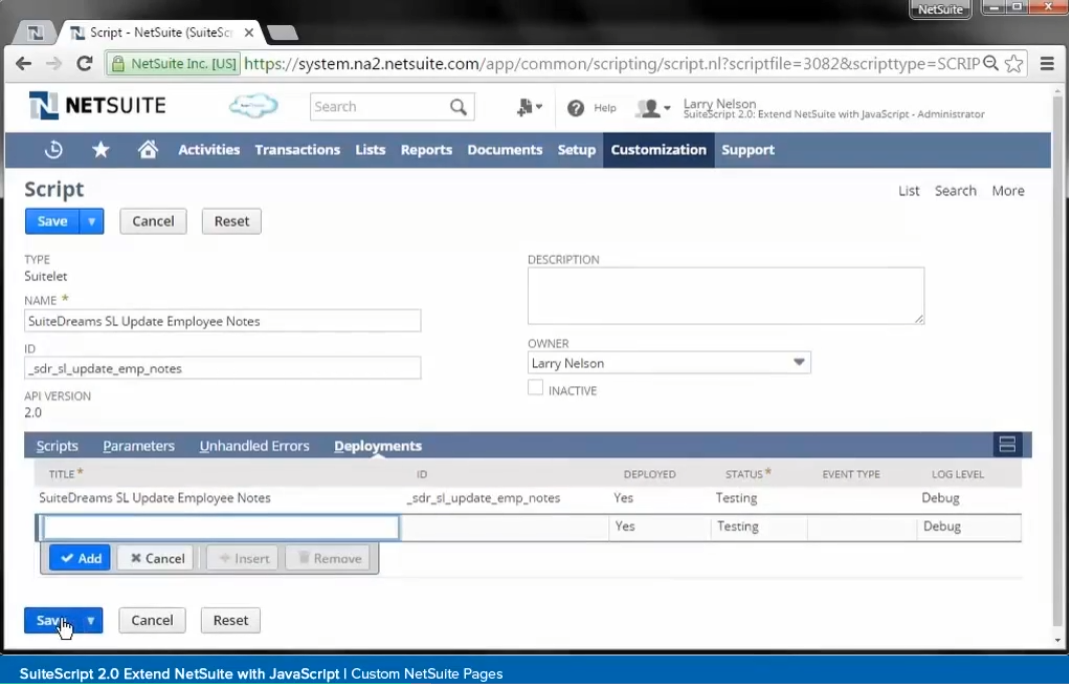 NetSuite
Script - NetSuite (SuiteSc
NetSuite Inc. [US] https://system.na2.netsuite.com/app/common/scripting/script.nl?scriptfile=3082&scripttype=SCRIP
NETSUITE
Search
Help
Larry Nelson
SuiteScript 2.0: Extend NetSuite with JavaScript - Administrator
Activities Transactions Lists Reports Documents Setup Customization Support
Script
List Search More
Save Cancel Reset
TYPE
Suitelet
NAME *
SuiteDreams SL Update Employee Notes
ID
_sdr_sl_update_emp_notes
API VERSION
2.0
DESCRIPTION
OWNER
Larry Nelson
INACTIVE
Scripts Parameters Unhandled Errors Deployments
TITLE * ID DEPLOYED STATUS * EVENT TYPE LOG LEVEL
SuiteDreams SL Update Employee Notes _sdr_sl_update_emp_notes Yes Testing Debug
Yes Testing Debug
Add Cancel Insert Remove
Save Cancel Reset
SuiteScript 2.0 Extend NetSuite with JavaScript | Custom NetSuite Pages